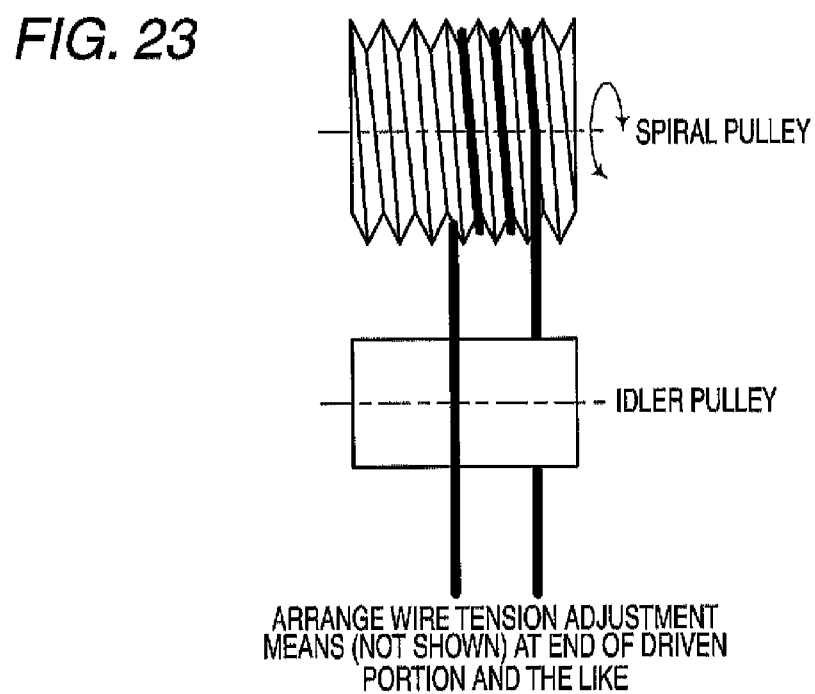 FIG. 23
SPIRAL PULLEY
IDLER PULLEY
ARRANGE WIRE TENSION ADJUSTMENT
MEANS (NOT SHOWN) AT END OF DRIVEN
PORTION AND THE LIKE